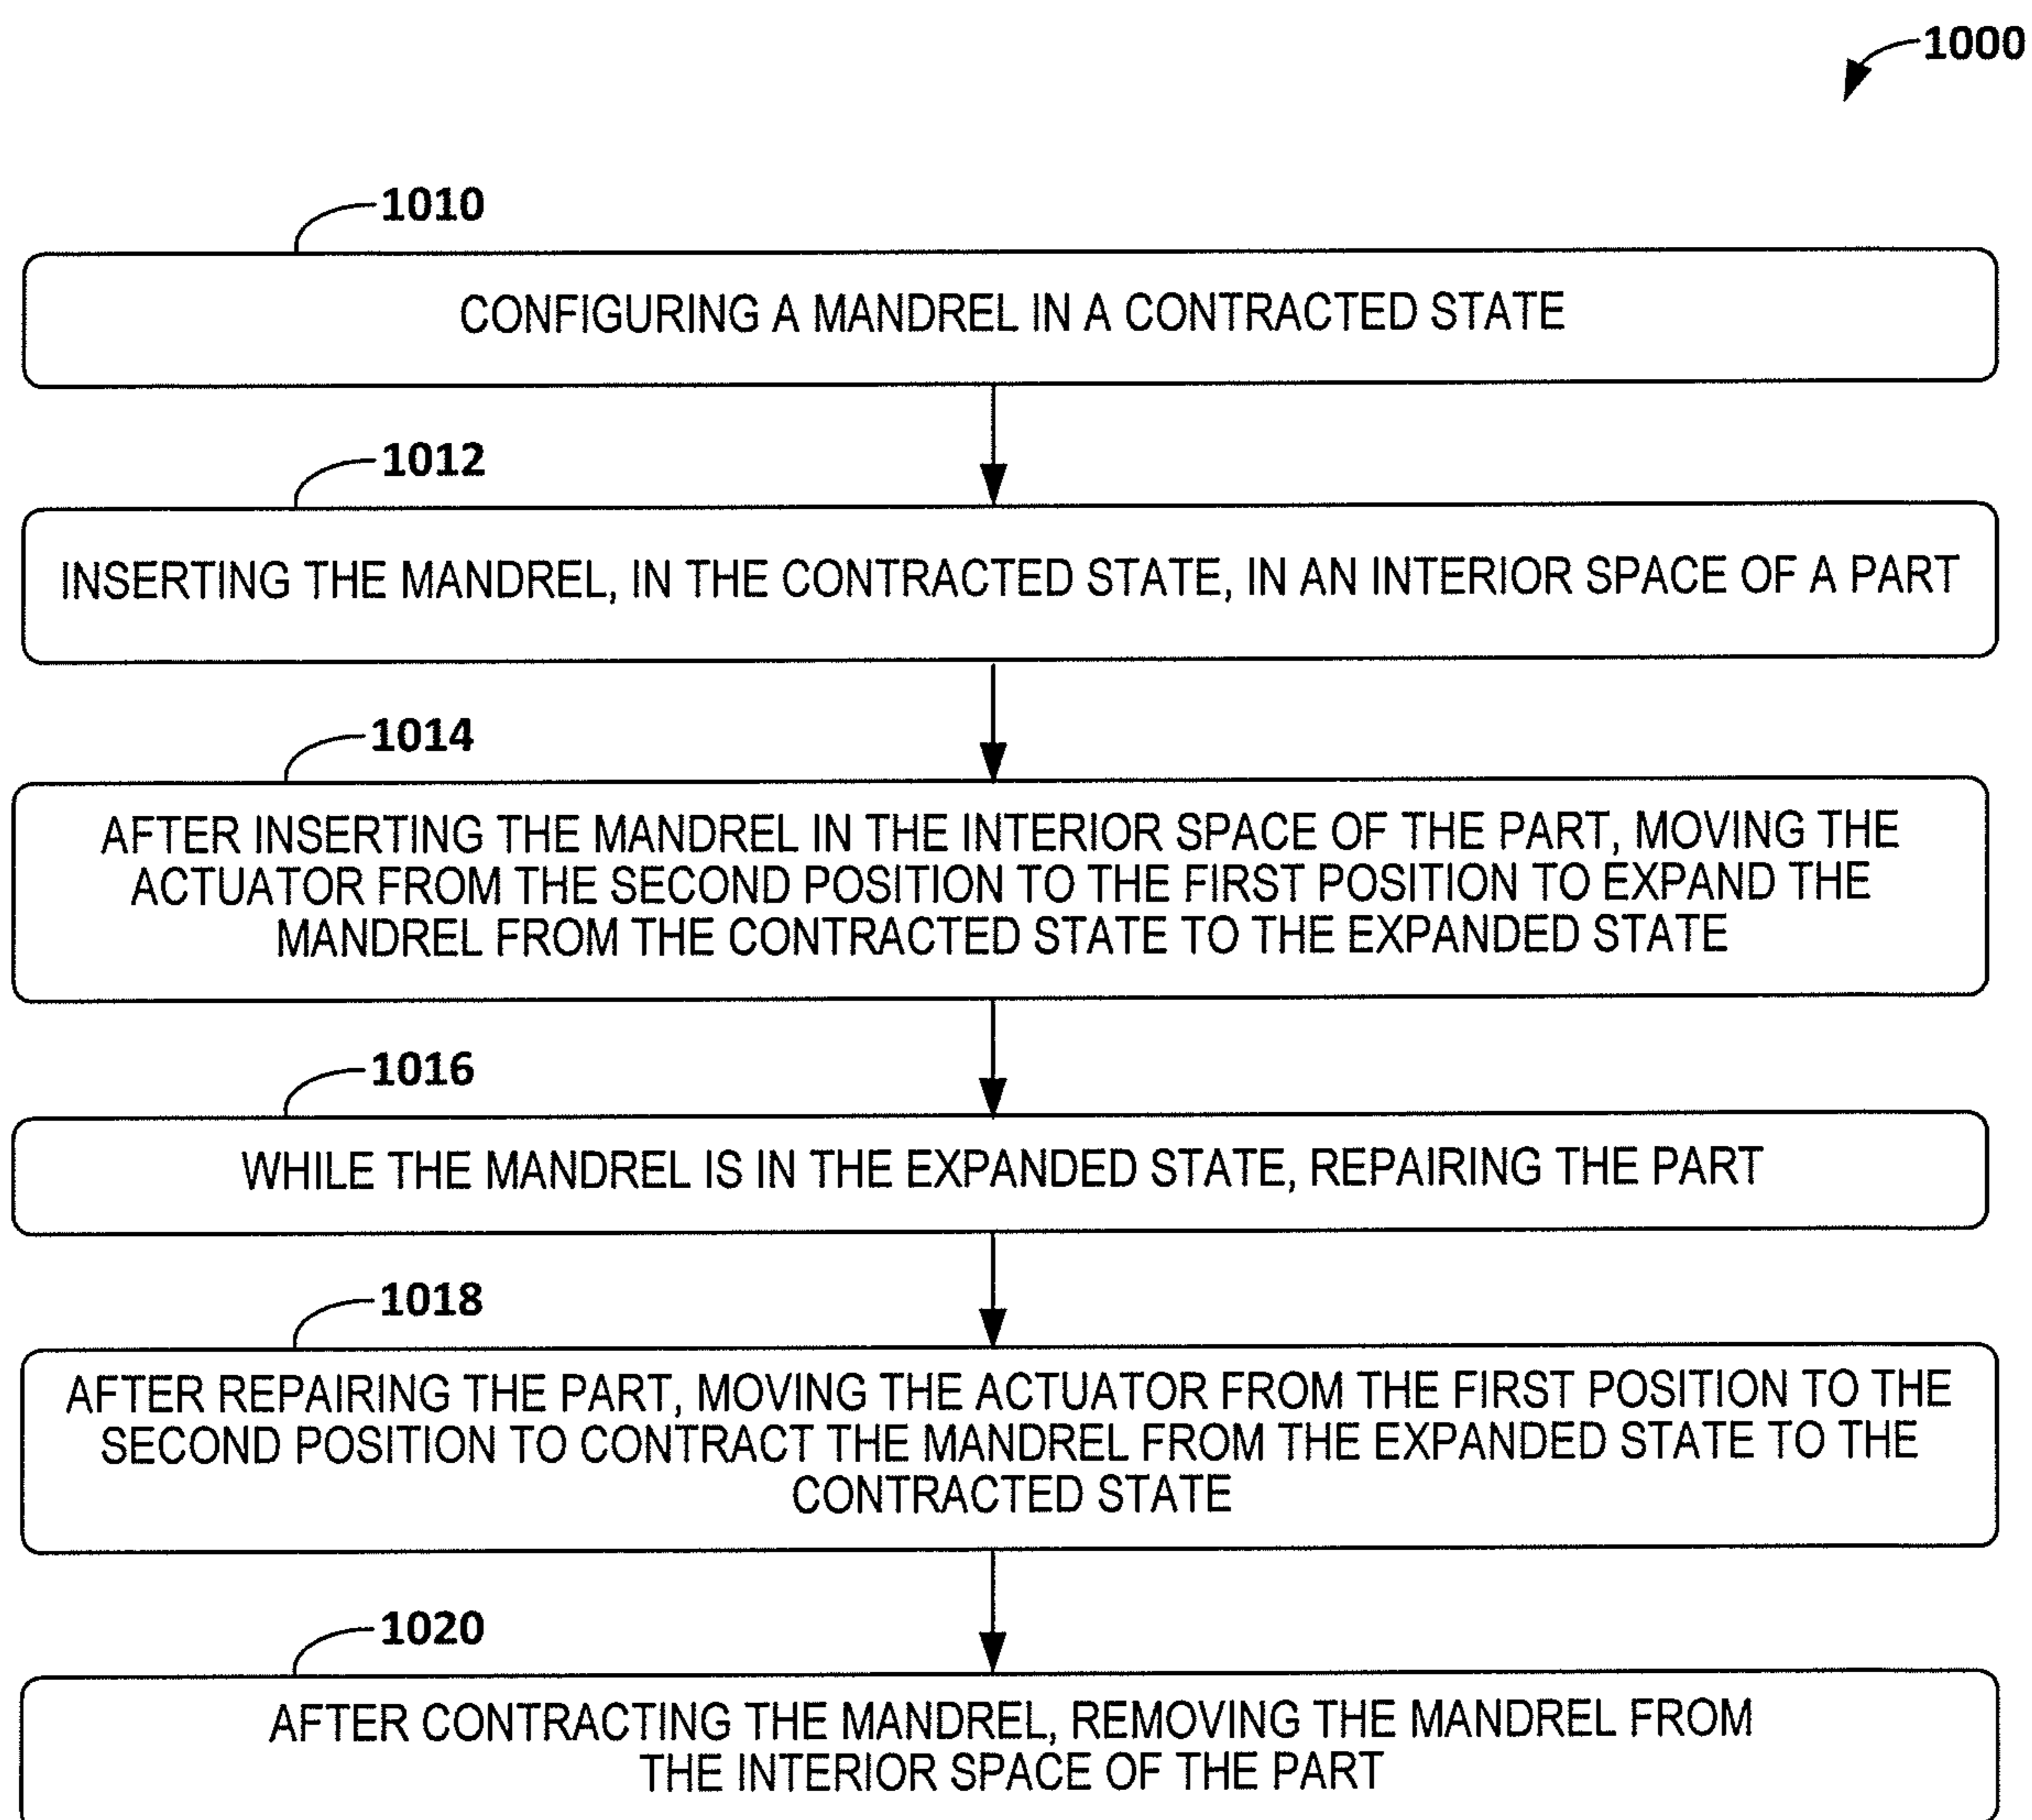 1000
1010
CONFIGURING A MANDREL IN A CONTRACTED STATE
1012
INSERTING THE MANDREL, IN THE CONTRACTED STATE, IN AN INTERIOR SPACE OF A PART
1014
AFTER INSERTING THE MANDREL IN THE INTERIOR SPACE OF THE PART, MOVING THE
ACTUATOR FROM THE SECOND POSITION TO THE FIRST POSITION TO EXPAND THE
MANDREL FROM THE CONTRACTED STATE TO THE EXPANDED STATE
1016
WHILE THE MANDREL IS IN THE EXPANDED STATE, REPAIRING THE PART
1018
AFTER REPAIRING THE PART, MOVING THE ACTUATOR FROM THE FIRST POSITION TO THE
SECOND POSITION TO CONTRACT THE MANDREL FROM THE EXPANDED STATE TO THE
CONTRACTED STATE
1020
AFTER CONTRACTING THE MANDREL, REMOVING THE MANDREL FROM
THE INTERIOR SPACE OF THE PART